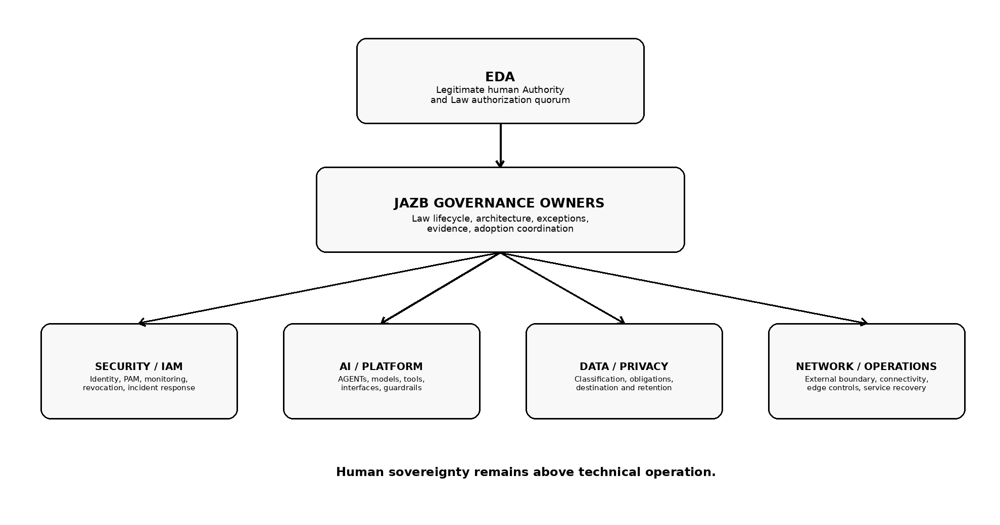 EDA
Legitimate human Authority
and Law authorization quorum
JAZB GOVERNANCE OWNERS
Law lifecycle, architecture, exceptions,
evidence, adoption coordination
SECURITY / IAM
Identity, PAM, monitoring,
revocation, incident response
AI / PLATFORM
AGENTs, models, tools,
interfaces, guardrails
DATA / PRIVACY
Classification, obligations,
destination and retention
NETWORK / OPERATIONS
External boundary, connectivity,
edge controls, service recovery
Human sovereignty remains above technical operation.